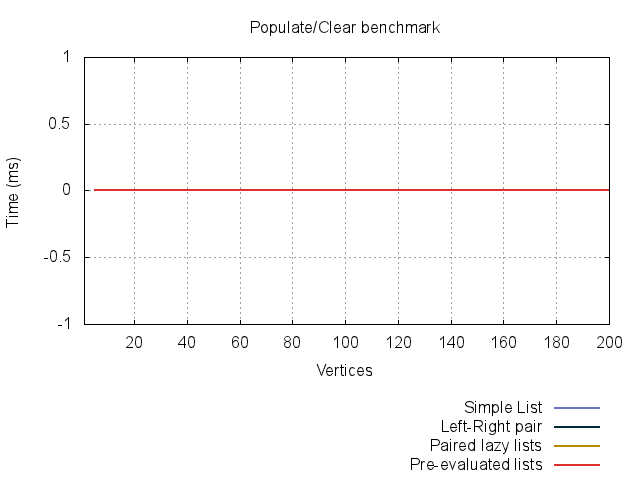 Populate/Clear benchmark
1
0.5
0
-0.5
-1
Time (ms)
20 40 60 80 100 120 140 160 180 200
Vertices
Simple List
Left-Right pair
Paired lazy lists
Pre-evaluated lists